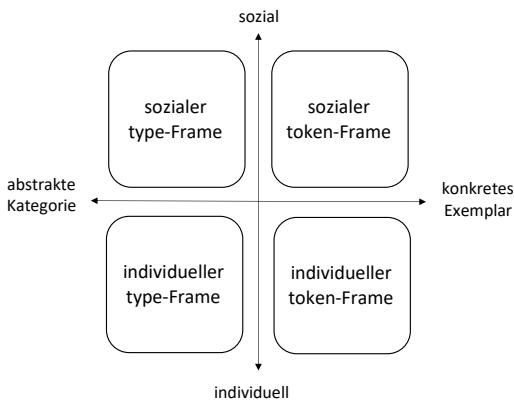 sozial
sozialer
type-Frame
sozialer
token-Frame
abstrakte
Kategorie
konkretes
Exemplar
individueller
type-Frame
individueller
token-Frame
individuell